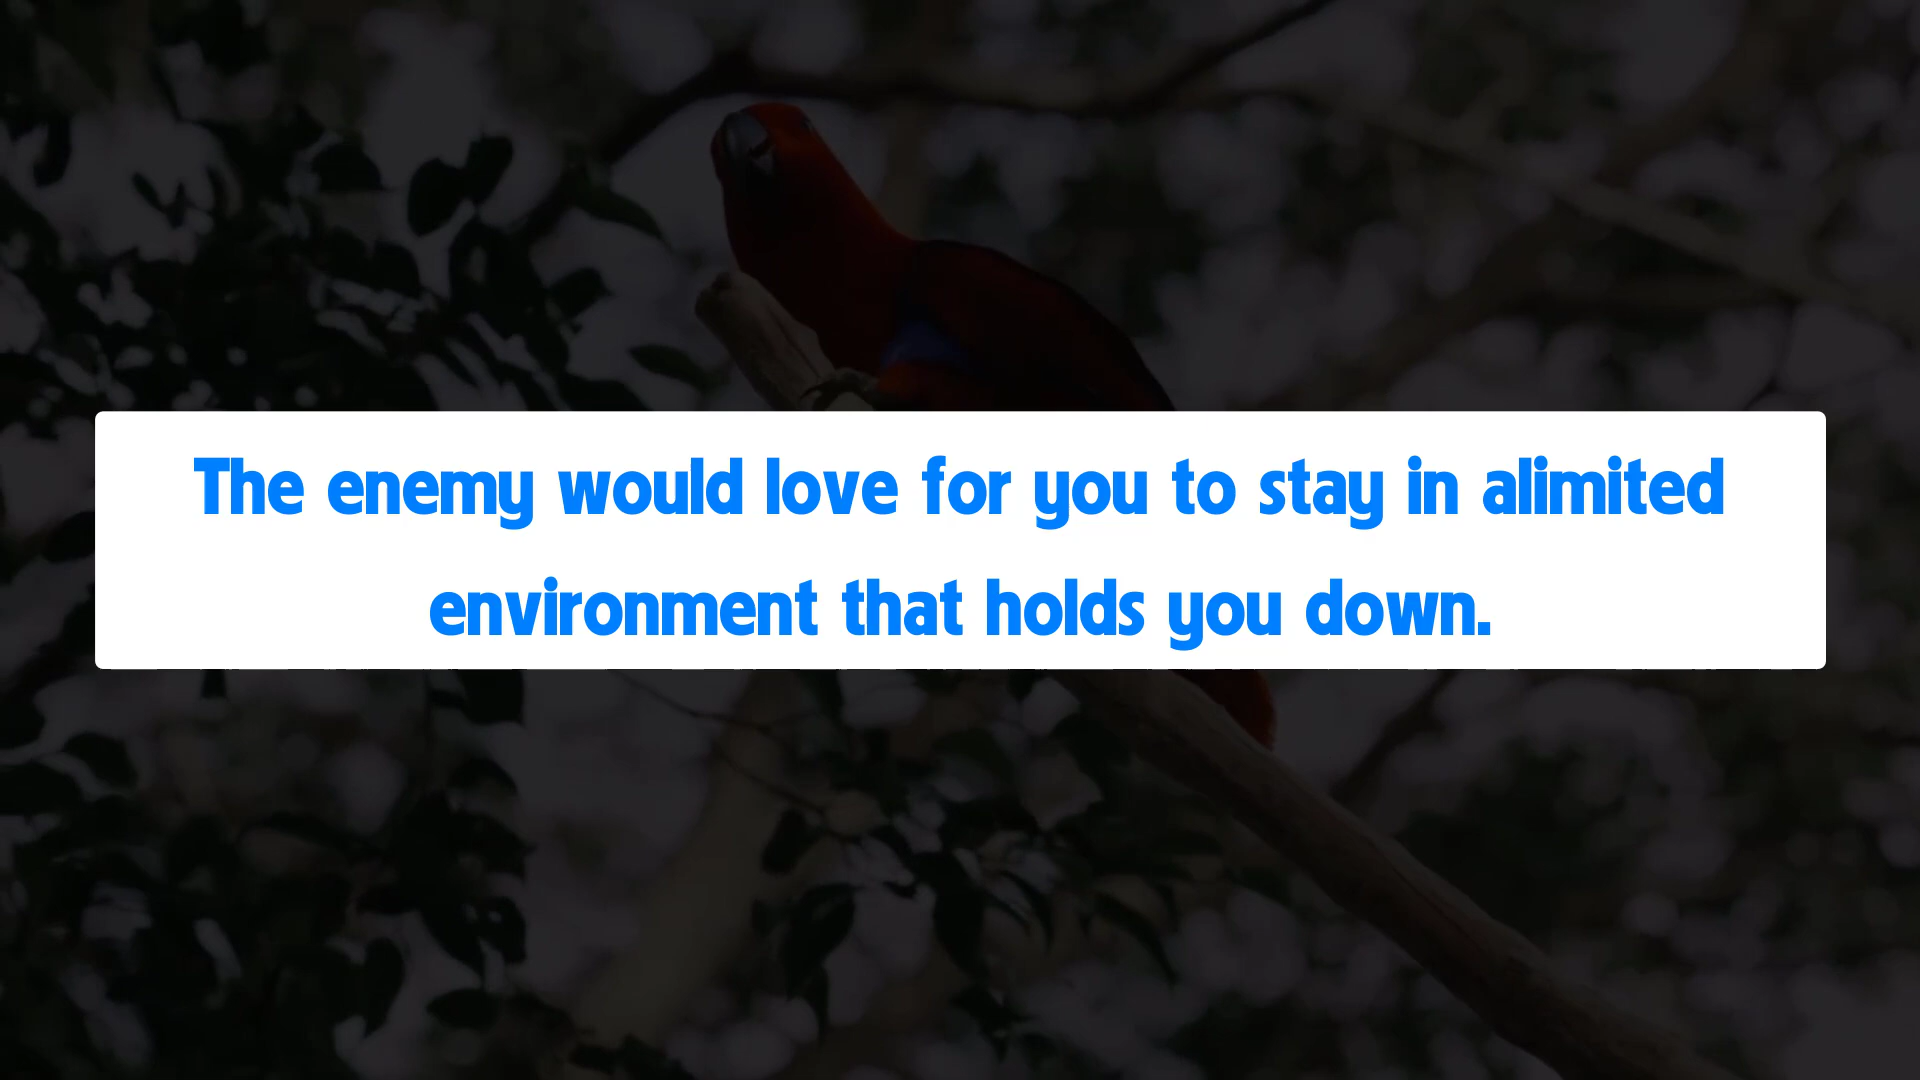 The enemy would love for you to stay in alimited
environment that holds you down.